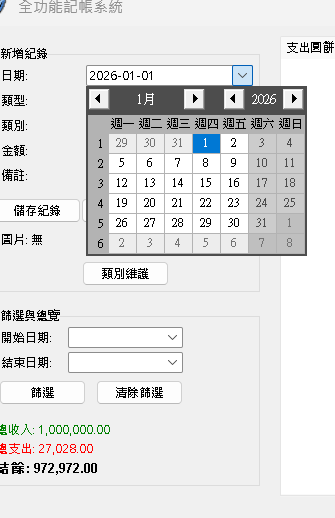 全功能記帳系統
新增紀錄
支出圓餅
日期: 2026-01-01
類型:
類別:
金額:
備註:
1月 2026
週一 週二 週三 週四 週五 週六 週日
1 29 30 31 1 2 3 4
2 5 6 7 8 9 10 11
3 12 13 14 15 16 17 18
4 19 20 21 22 23 24 25
5 26 27 28 29 30 31 1
6 2 3 4 5 6 7 8
儲存紀錄
圖片: 無
類別維護
篩選與總覽
開始日期:
結束日期:
篩選 清除篩選
總收入: 1,000,000.00
總支出: 27,028.00
結餘: 972,972.00